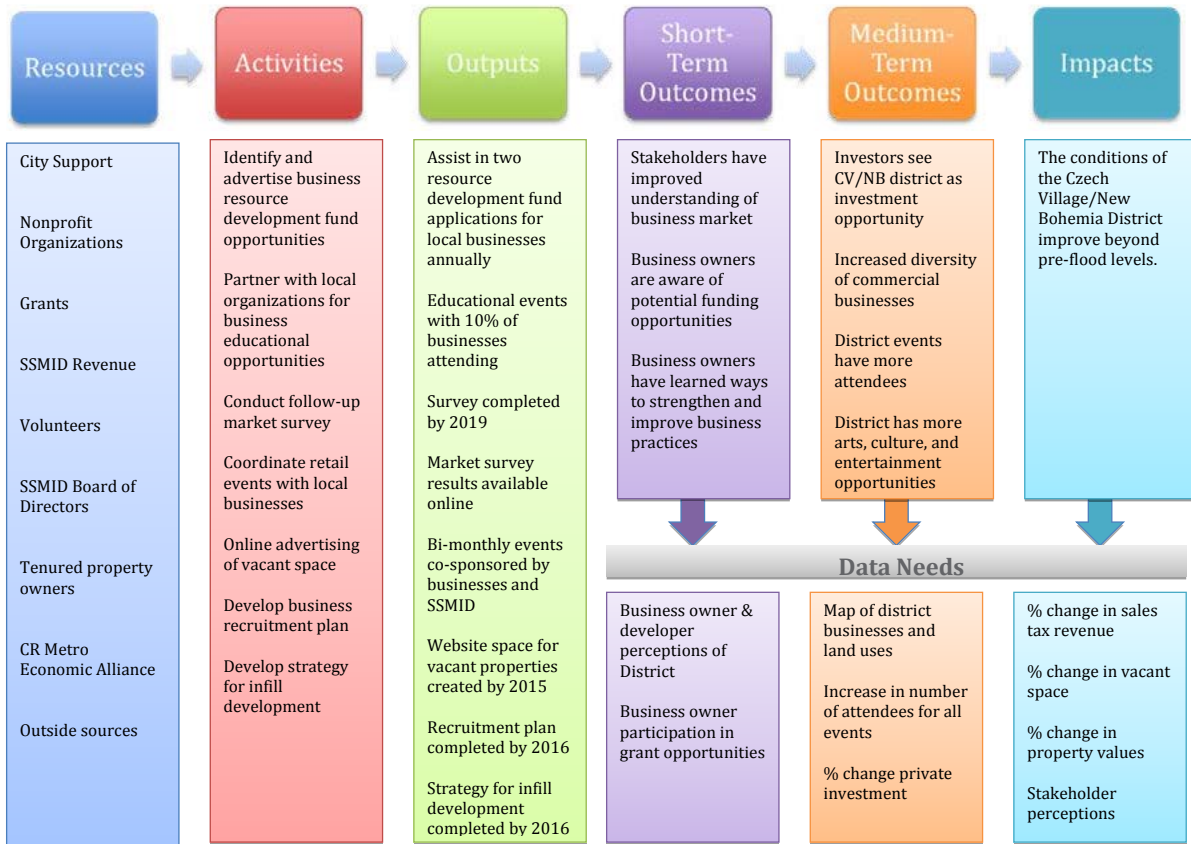 Resources
Activities
Outputs
Short-
Term
Outcomes
Medium-
Term
Outcomes
Impacts
City Support
Nonprofit
Organizations
Grants
SSMID Revenue
Volunteers
SSMID Board of
Directors
Tenured property
owners
CR Metro
Economic Alliance
Outside sources
Identify and
advertise business
resource
development fund
opportunities
Partner with local
organizations for
business
educational
opportunities
Conduct follow-up
market survey
Coordinate retail
events with local
businesses
Online advertising
of vacant space
Develop business
recruitment plan
Develop strategy
for infill
development
Assist in two
resource
development fund
applications for
local businesses
annually
Educational events
with 10% of
businesses
attending
Survey completed
by 2019
Market survey
results available
online
Bi-monthly events
co-sponsored by
businesses and
SSMID
Website space for
vacant properties
created by 2015
Recruitment plan
completed by 2016
Strategy for infill
development
completed by 2016
Stakeholders have
improved
understanding of
business market
Business owners
are aware of
potential funding
opportunities
Business owners
have learned ways
to strengthen and
improve business
practices
Investors see
CV/NB district as
investment
opportunity
Increased diversity
of commercial
businesses
District events
have more
attendees
District has more
arts, culture, and
entertainment
opportunities
The conditions of
the Czech
Village/New
Bohemia District
improve beyond
pre-flood levels.
Data Needs
Business owner &
developer
perceptions of
District
Business owner
participation in
grant opportunities
Map of district
businesses and
land uses
Increase in number
of attendees for all
events
% change private
investment
% change in sales
tax revenue
% change in vacant
space
% change in
property values
Stakeholder
perceptions